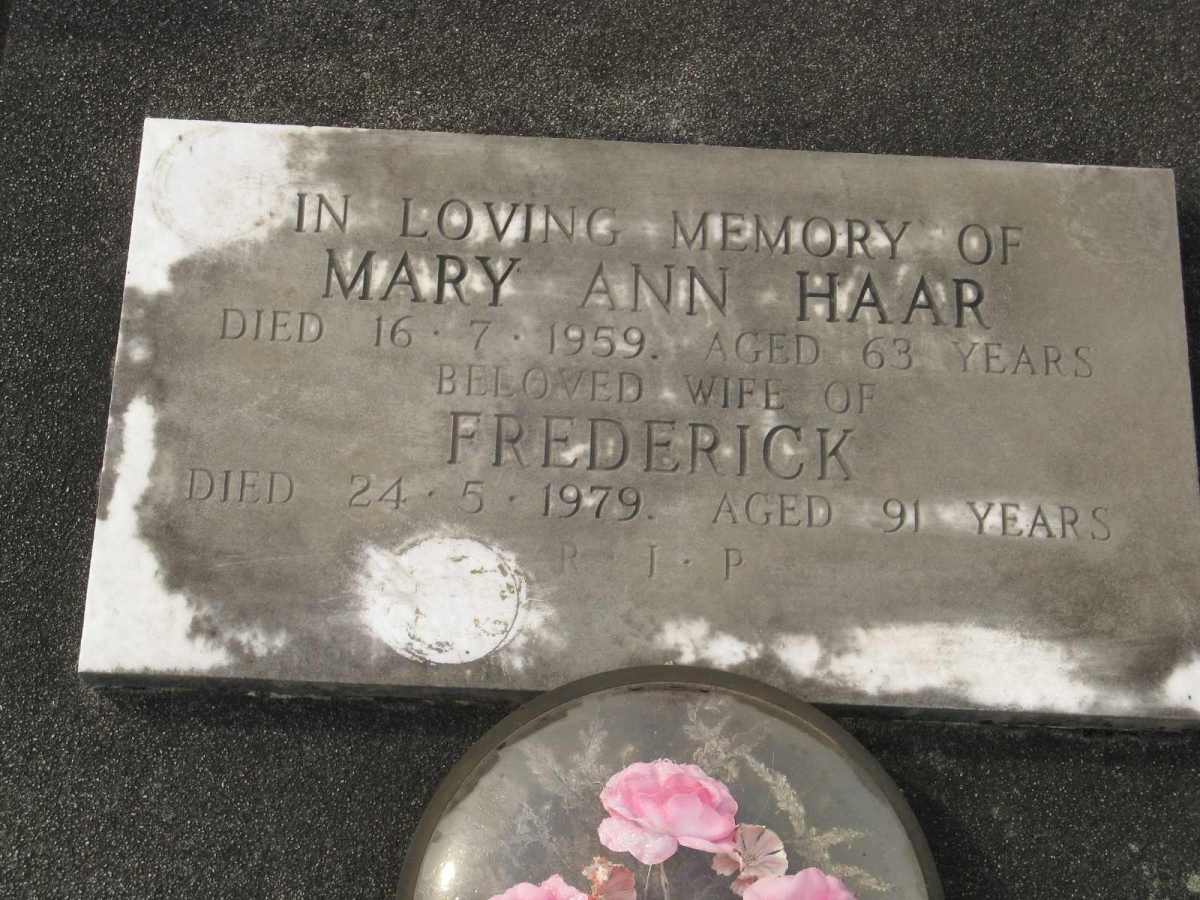 IN LOVING MEMORY OF
MARY ANN HAAR
DIED 16 · 7 · 1959. AGED 63 YEARS
BELOVED WIFE OF
FREDERICK
DIED 24 · 5 · 1979. AGED 91 YEARS
R · I · P